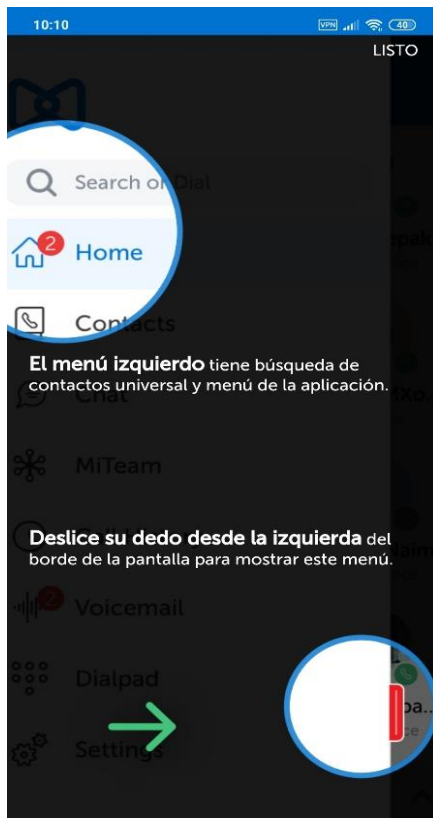 10:10
VPN
40
LISTO
Search or Dial
2
Home
Contacts
El menú izquierdo tiene búsqueda de
contactos universal y menú de la aplicación.
Chat
MiTeam
Deslice su dedo desde la izquierda del
borde de la pantalla para mostrar este menú.
2
Voicemail
Dialpad
Settings